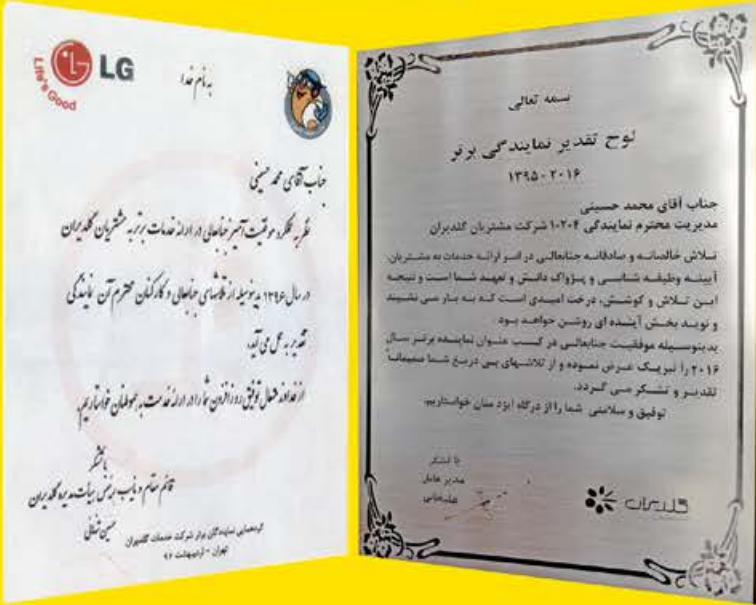 LG
Life's Good
به نام خدا
جناب آقای محمد حسینی
نظر به عملکرد موفقیت آمیز جنابعالی در ارائه خدمات برتر به مشتریان گلدیران
در سال ۱۳۹۶ بدینوسیله از تلاشهای جنابعالی و کارکنان محترم آن نمایندگی
تقدیر به عمل می آید.
از خداوند متعال توفیق روزافزون شما را در ارائه خدمت به هموطنان خواستاریم.
با تشکر
قائم مقام و نایب رئیس هیات مدیره گلدیران
گردهمایی نمایندگان برتر شرکت خدمات گلدیران
تهران - اردیبهشت ۹۷
بسمه تعالی
لوح تقدیر نمایندگی برتر
۱۳۹۵-۲۰۱۶
جناب آقای محمد حسینی
مدیریت محترم نمایندگی ۱۰۲۰۴ شرکت مشتریان گلدیران
تلاش خالصانه و صادقانه جنابعالی در امر ارائه خدمات به مشتریان،
آیینه وظیفه شناسی و پژواک دانش و تعهد شما است و نتیجه
این تلاش و کوشش، درخت امیدی است که به بار می نشیند
و نوید بخش آینده ای روشن خواهد بود
بدینوسیله موفقیت جنابعالی در کسب عنوان نماینده برتر سال
۲۰۱۶ را تبریک عرض نموده و از تلاشهای بی دریغ شما صمیمانه
تقدیر و تشکر می گردد.
توفیق و سلامتی شما را از درگاه ایزد منان خواستاریم.
با تشکر
مدیر عامل
گلدیران